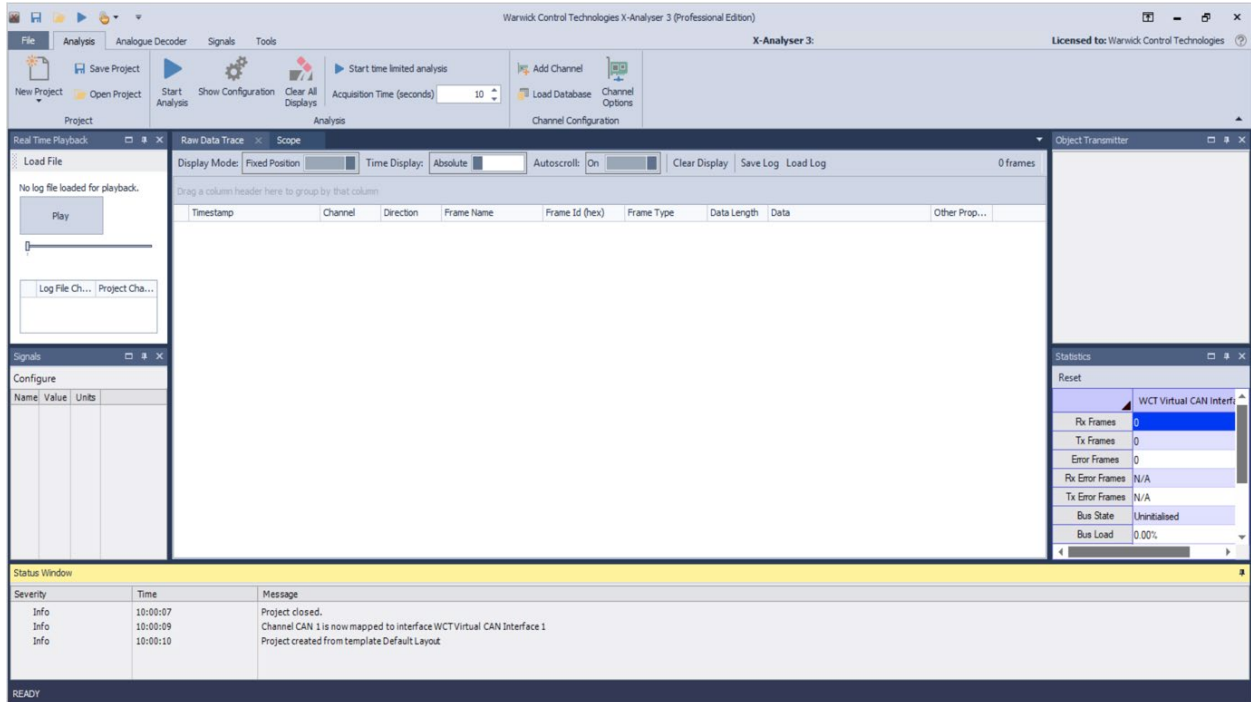 Warwick Control Technologies X-Analyser 3 (Professional Edition)
File Analysis Analogue Decoder Signals Tools X-Analyser 3: Licensed to: Warwick Control Technologies
New Project
Save Project
Open Project
Project
Start Analysis
Show Configuration
Clear All Displays
Start time limited analysis
Acquisition Time (seconds) 10
Analysis
Add Channel
Load Database
Channel Options
Channel Configuration
Real Time Playback
Load File
No log file loaded for playback.
Play
Log File Ch... Project Cha...
Raw Data Trace Scope
Display Mode: Fixed Position Time Display: Absolute Autoscroll: On Clear Display Save Log Load Log 0 frames
Drag a column header here to group by that column
Timestamp Channel Direction Frame Name Frame Id (hex) Frame Type Data Length Data Other Prop...
Object Transmitter
Signals
Configure
Name Value Units
Statistics
Reset
WCT Virtual CAN Interfa
Rx Frames 0
Tx Frames 0
Error Frames 0
Rx Error Frames N/A
Tx Error Frames N/A
Bus State Uninitialised
Bus Load 0.00%
Status Window
Severity Time Message
Info 10:00:07 Project closed.
Info 10:00:09 Channel CAN 1 is now mapped to interface WCT Virtual CAN Interface 1
Info 10:00:10 Project created from template Default Layout
READY